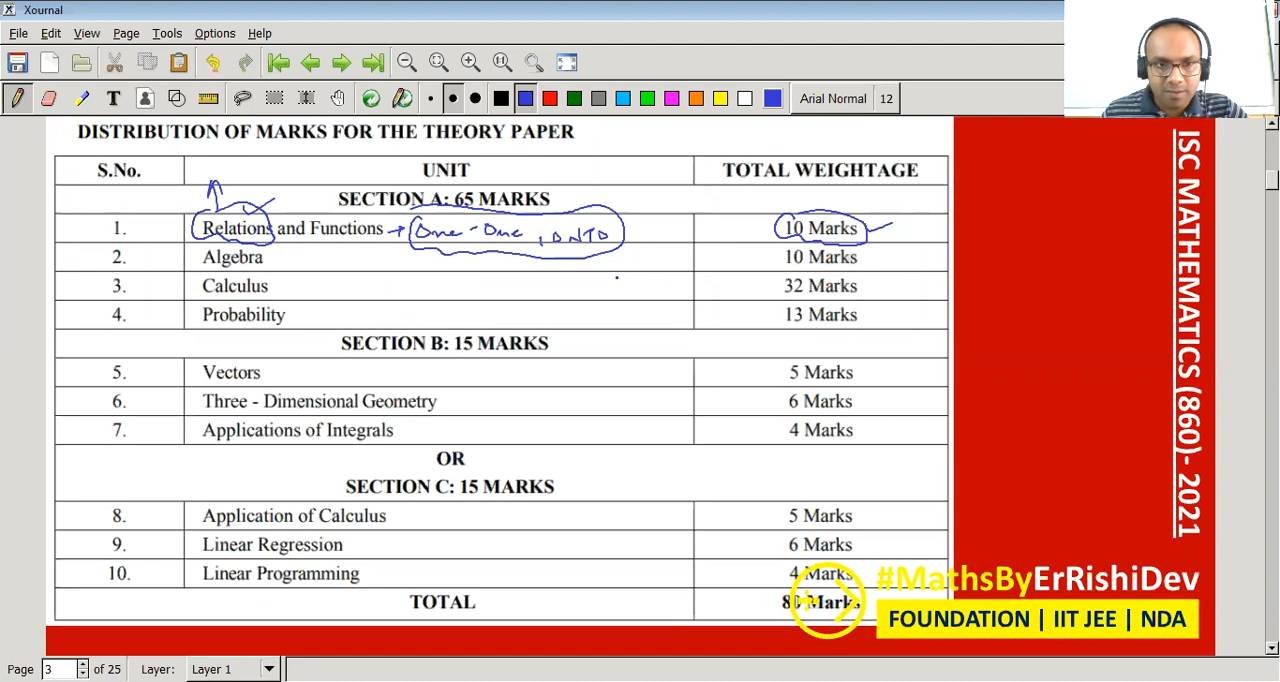 Xournal
File Edit View Page Tools Options Help
Arial Normal 12
DISTRIBUTION OF MARKS FOR THE THEORY PAPER
S.No. UNIT TOTAL WEIGHTAGE
SECTION A: 65 MARKS
1. Relations and Functions → One-One, ONTO 10 Marks
2. Algebra 10 Marks
3. Calculus 32 Marks
4. Probability 13 Marks
SECTION B: 15 MARKS
5. Vectors 5 Marks
6. Three - Dimensional Geometry 6 Marks
7. Applications of Integrals 4 Marks
OR
SECTION C: 15 MARKS
8. Application of Calculus 5 Marks
9. Linear Regression 6 Marks
10. Linear Programming 4 Marks
TOTAL 80 Marks
ISC MATHEMATICS (860)- 2021
#MathsByErRishiDev
FOUNDATION | IIT JEE | NDA
Page 3 of 25 Layer: Layer 1